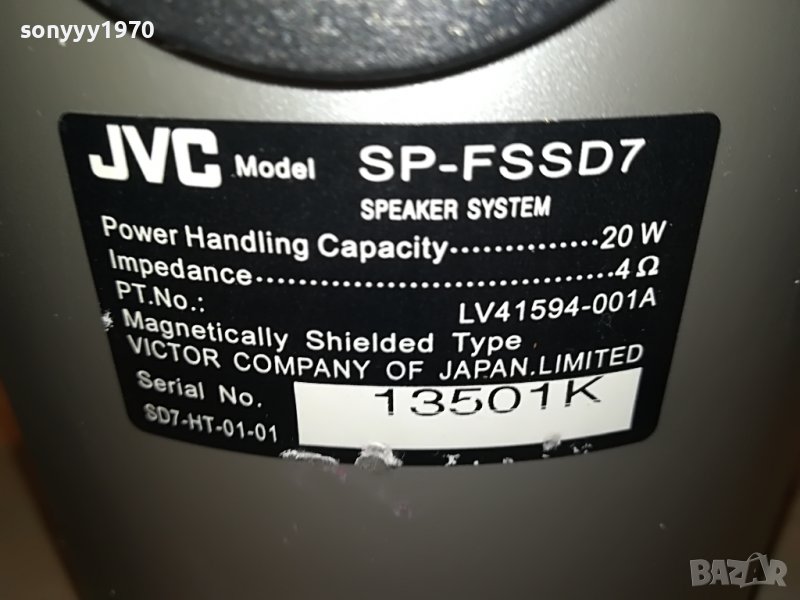 sonyyy1970
JVC Model SP-FSSD7
SPEAKER SYSTEM
Power Handling Capacity...............20 W
Impedance.......................................4 Ω
PT.No.: LV41594-001A
Magnetically Shielded Type
VICTOR COMPANY OF JAPAN.LIMITED
Serial No. 13501K
SD7-HT-01-01
BAZAR